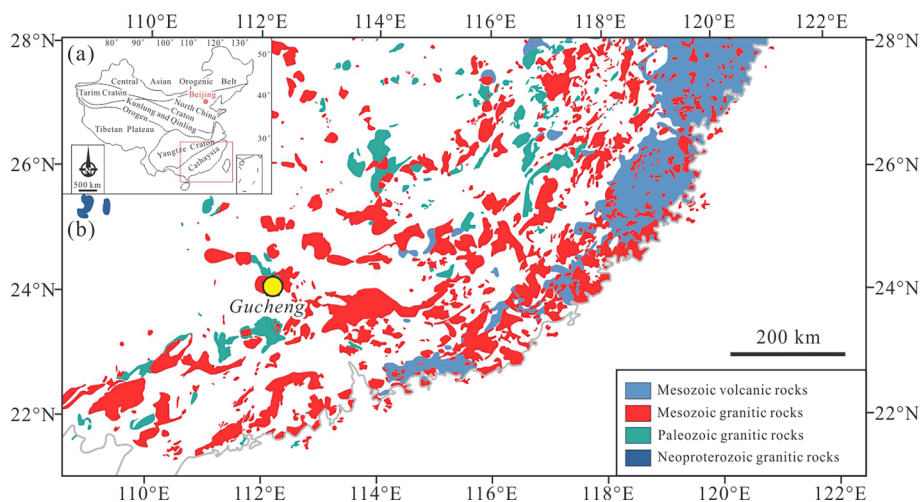 110°E 112°E 114°E 116°E 118°E 120°E 122°E
28°N 28°N
(a)
80° 90° 100° 110° 120° 130°
50°
Central Asian Orogenic Belt
Beijing
40°
Tarim Craton
North China
Craton
Kunlung and Qinling
Orogen
Tibetan Plateau
30°
Yangtze Craton
Cathaysia
500 km
26°N 26°N
(b)
24°N 24°N
Gucheng
200 km
22°N 22°N
Mesozoic volcanic rocks
Mesozoic granitic rocks
Paleozoic granitic rocks
Neoproterozoic granitic rocks
110°E 112°E 114°E 116°E 118°E 120°E 122°E